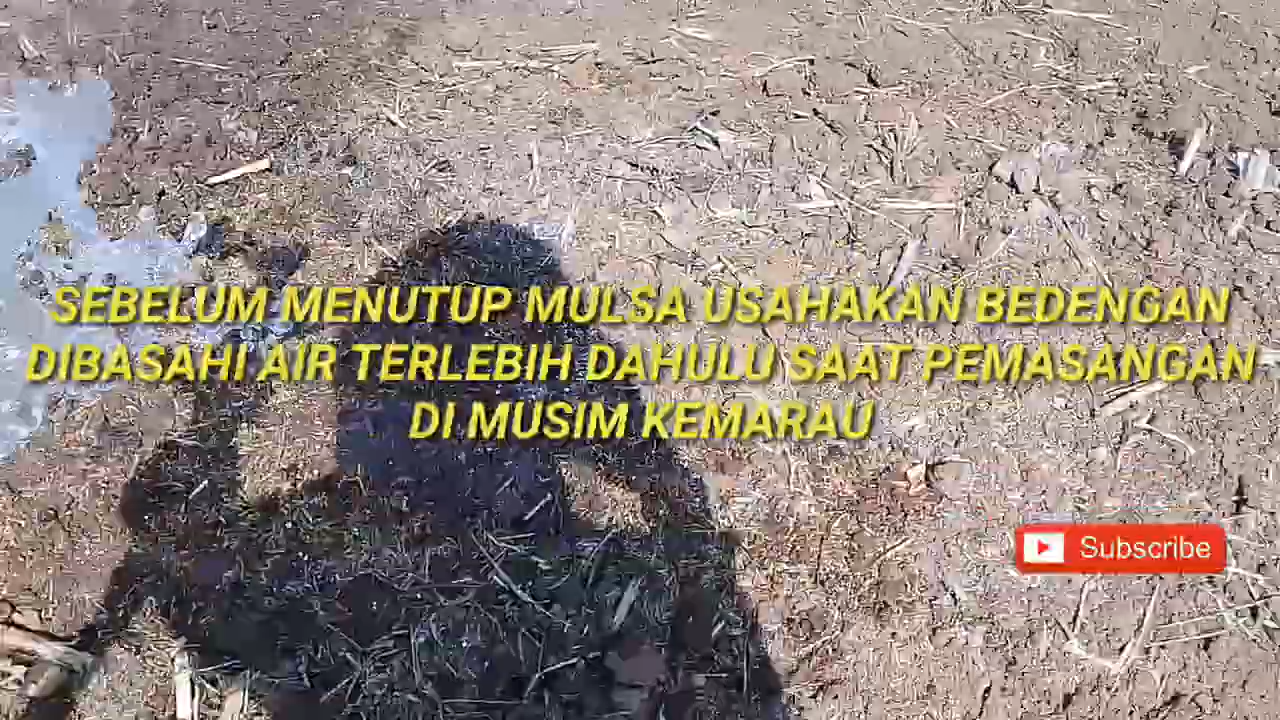 SEBELUM MENUTUP MULSA USAHAKAN BEDENGAN
DIBASAHI AIR TERLEBIH DAHULU SAAT PEMASANGAN
DI MUSIM KEMARAU
Subscribe